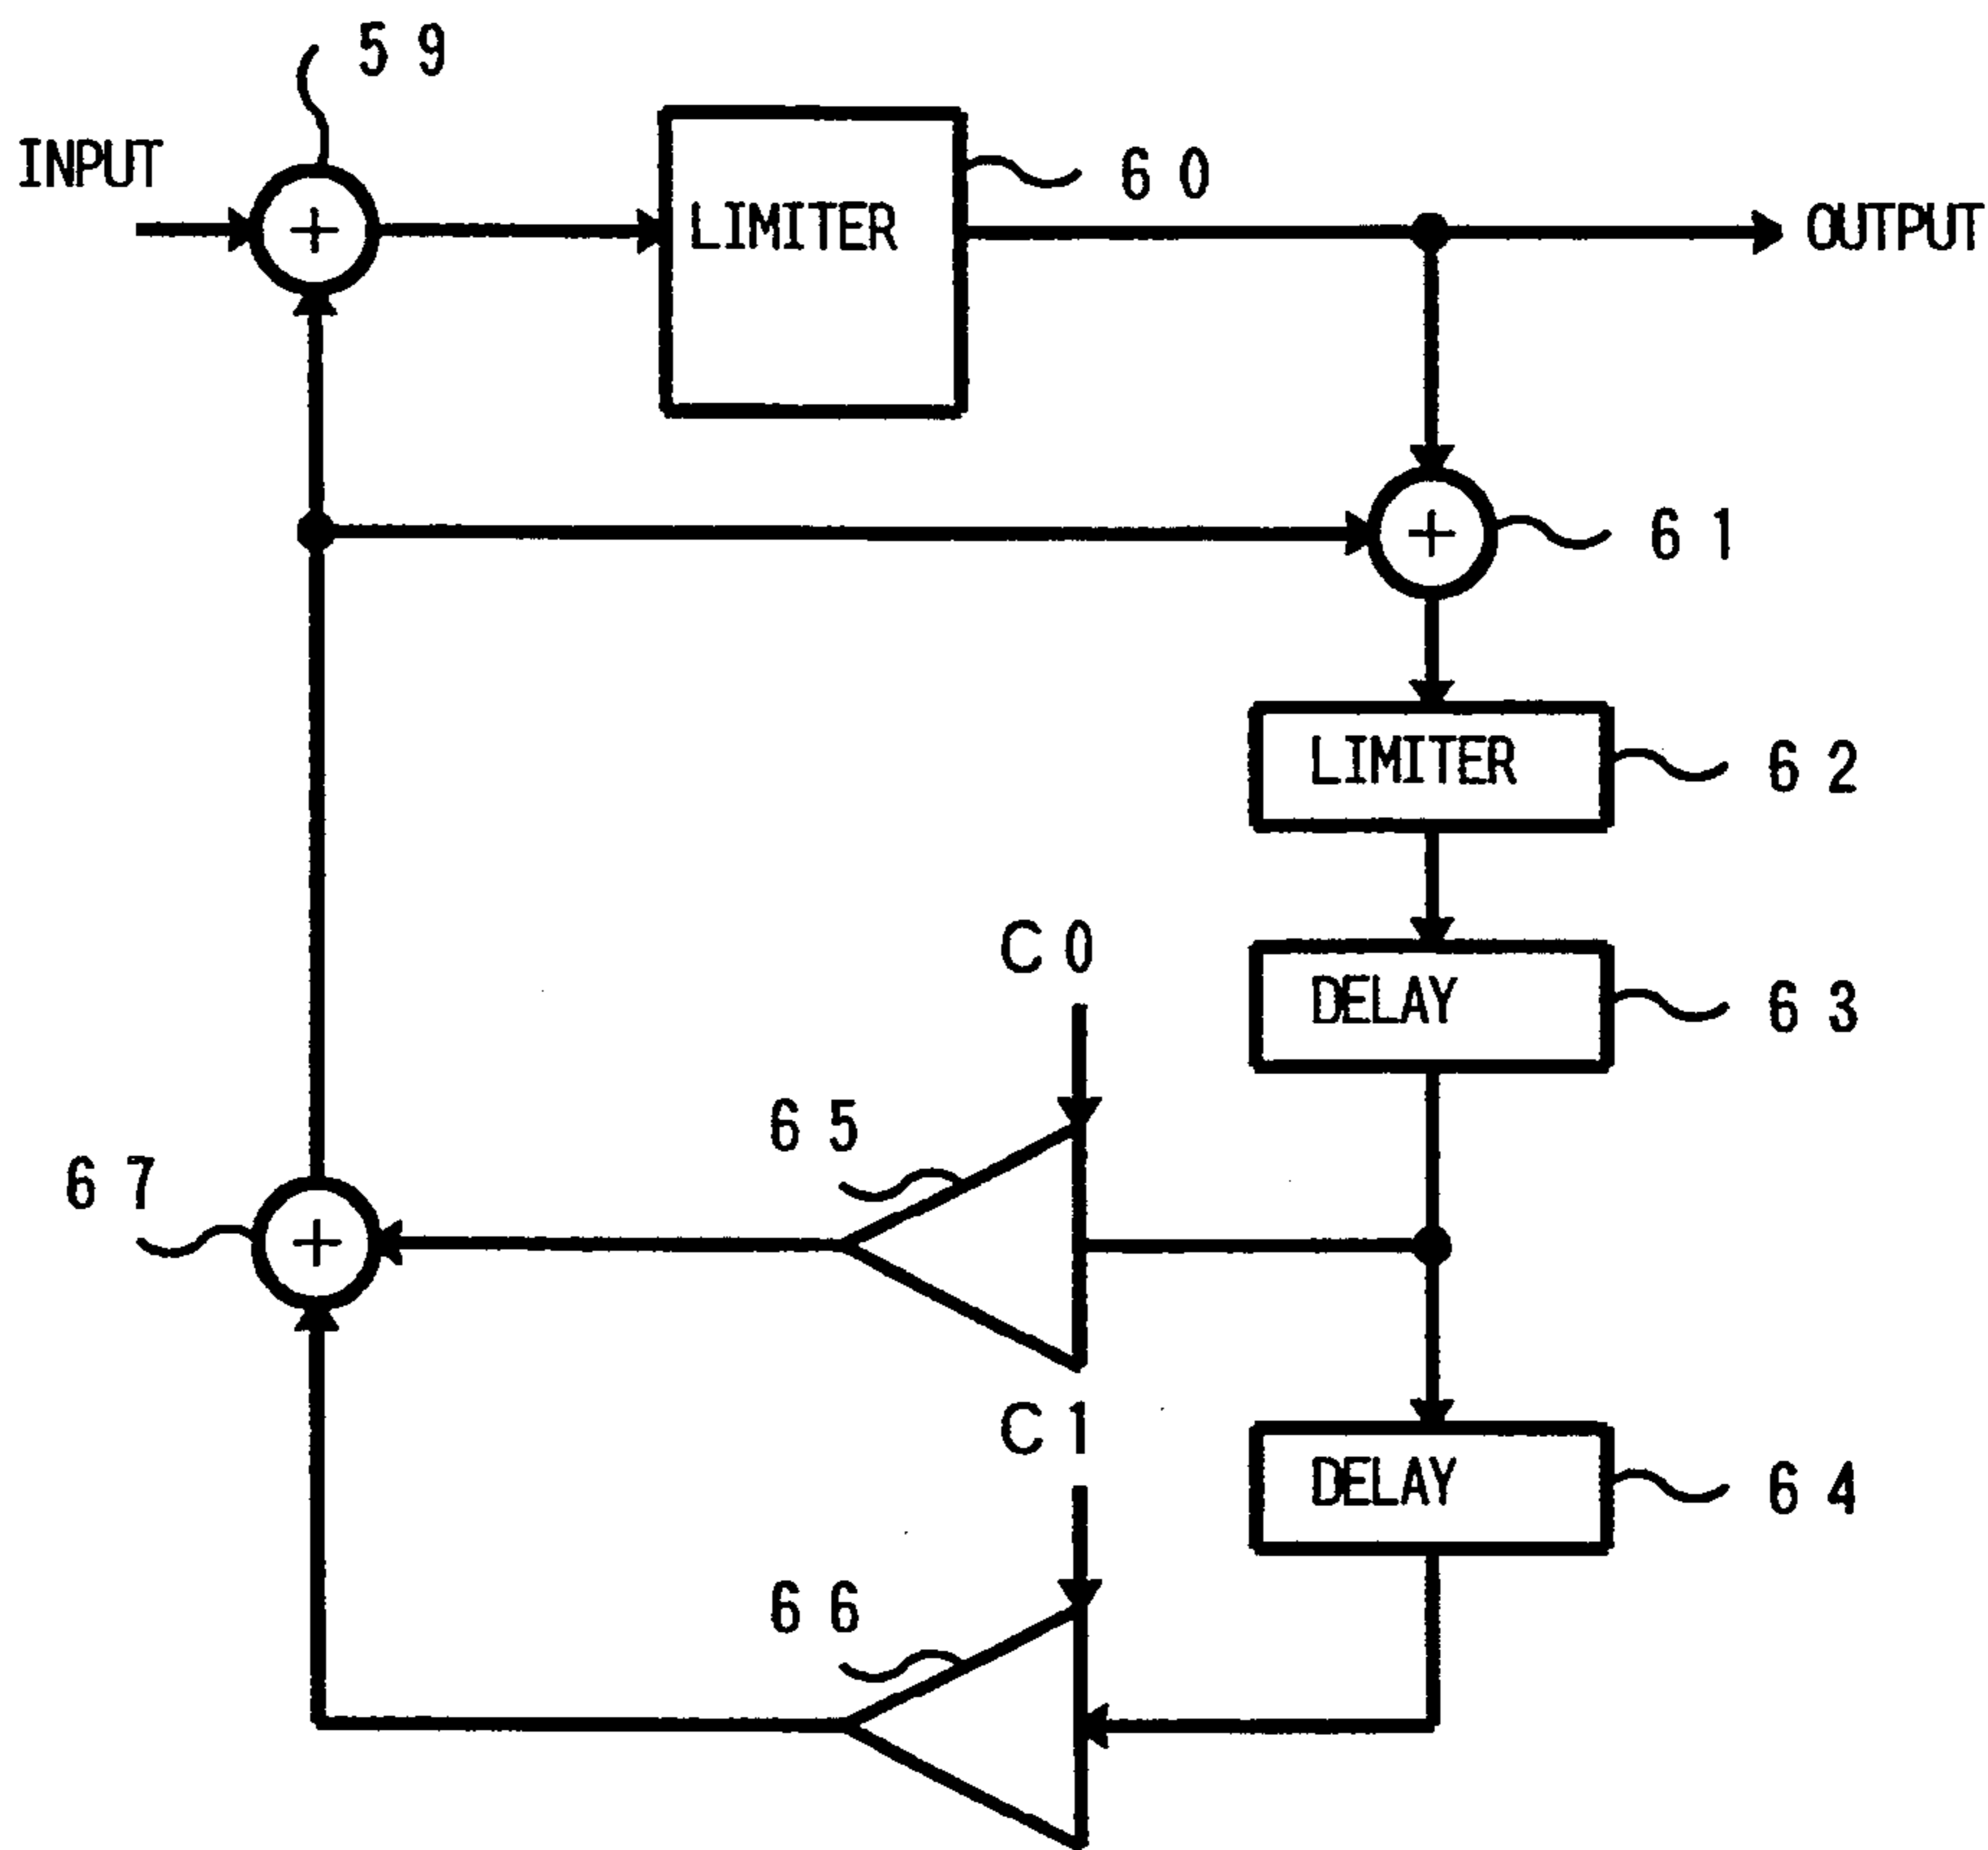 59
INPUT
60
LIMITER
OUTPUT
61
LIMITER
62
C0
DELAY
63
65
67
C1
DELAY
64
66